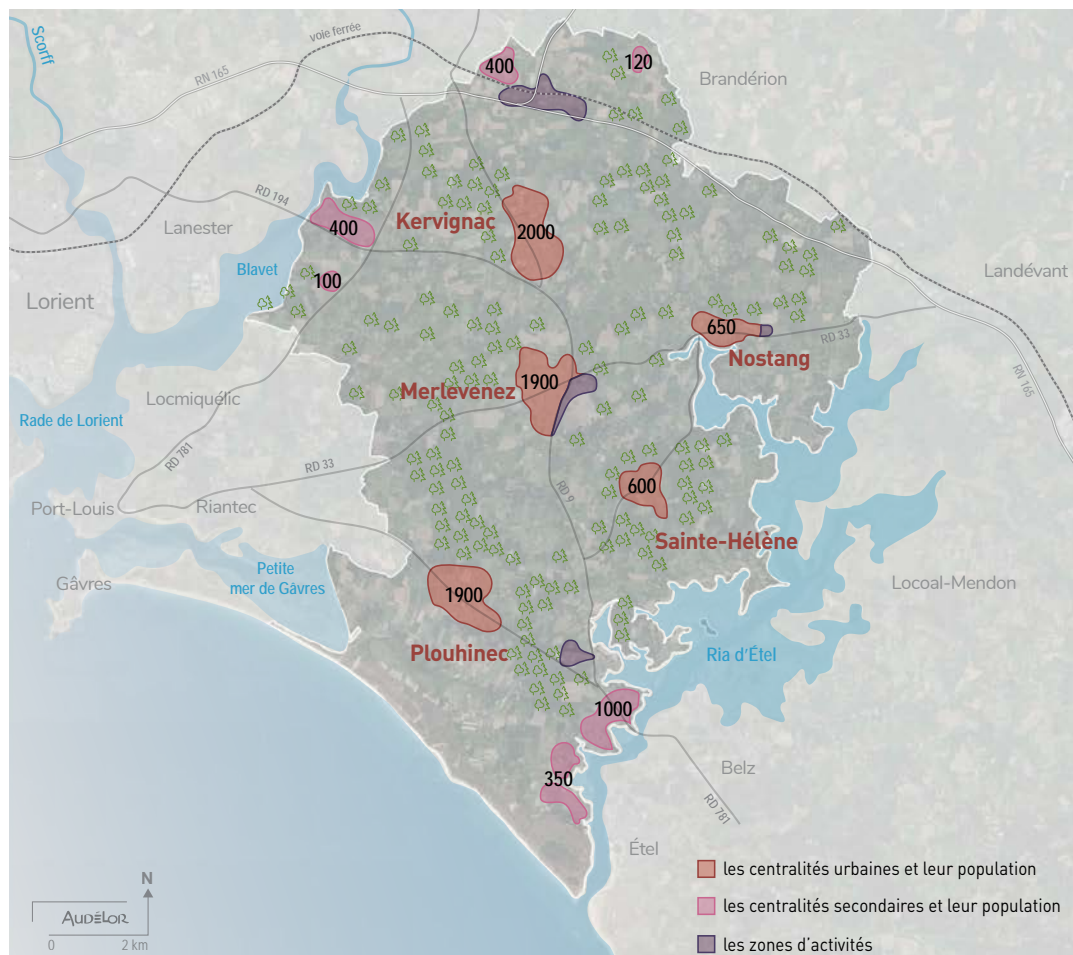 Scorff
voie ferrée
RN 165
400
120
Brandérion
RD 194
Lanester
400
Kervignac
2000
Blavet
100
Landévant
Lorient
650
RD 33
Nostang
RN 165
Merlevenez
1900
Locmiquélic
Rade de Lorient
RD 781
RD 33
Port-Louis
Riantec
RD 9
600
Sainte-Hélène
Gâvres
Petite
mer de Gâvres
Locoal-Mendon
1900
Plouhinec
Ria d'Étel
1000
350
Belz
RD 781
Étel
les centralités urbaines et leur population
les centralités secondaires et leur population
les zones d'activités
N
AUDÉLOR
0 2 km